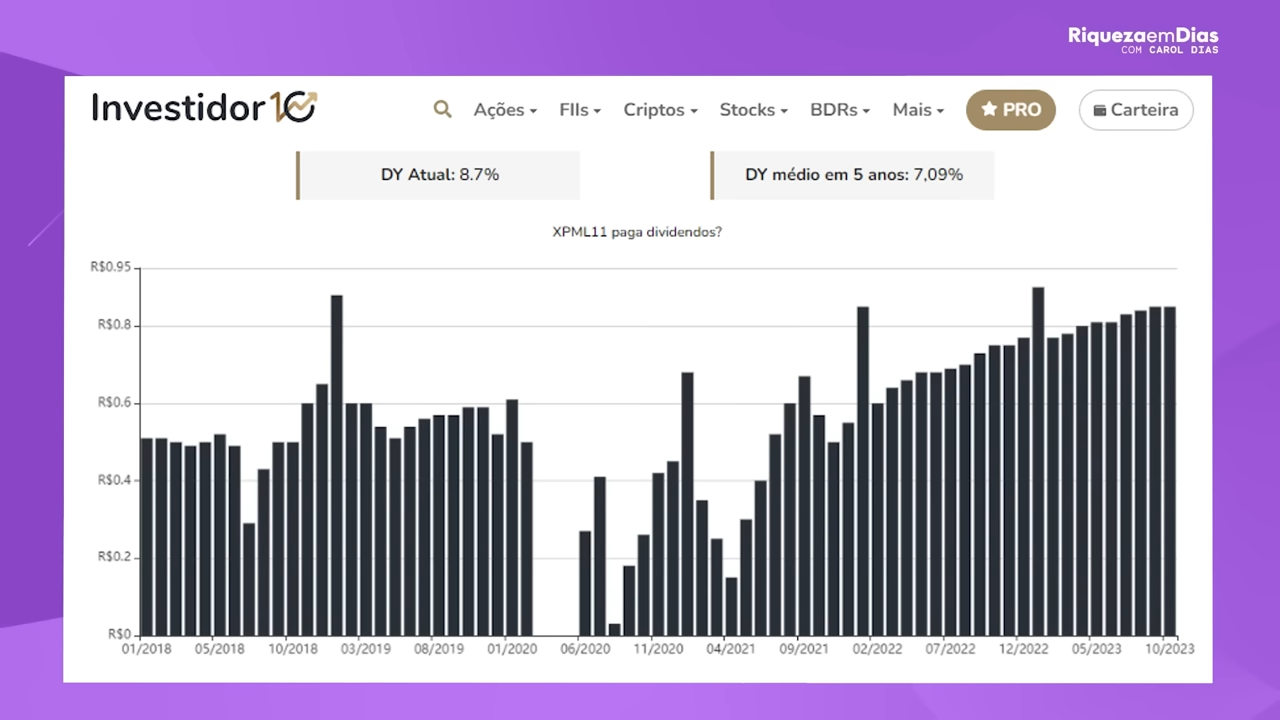 RiquezaemDias
COM CAROL DIAS
Investidor 10
Ações
FIIs
Criptos
Stocks
BDRs
Mais
PRO
Carteira
DY Atual: 8.7%
DY médio em 5 anos: 7,09%
XPML11 paga dividendos?
R$0.95
R$0.8
R$0.6
R$0.4
R$0.2
R$0
01/2018 05/2018 10/2018 03/2019 08/2019 01/2020 06/2020 11/2020 04/2021 09/2021 02/2022 07/2022 12/2022 05/2023 10/2023